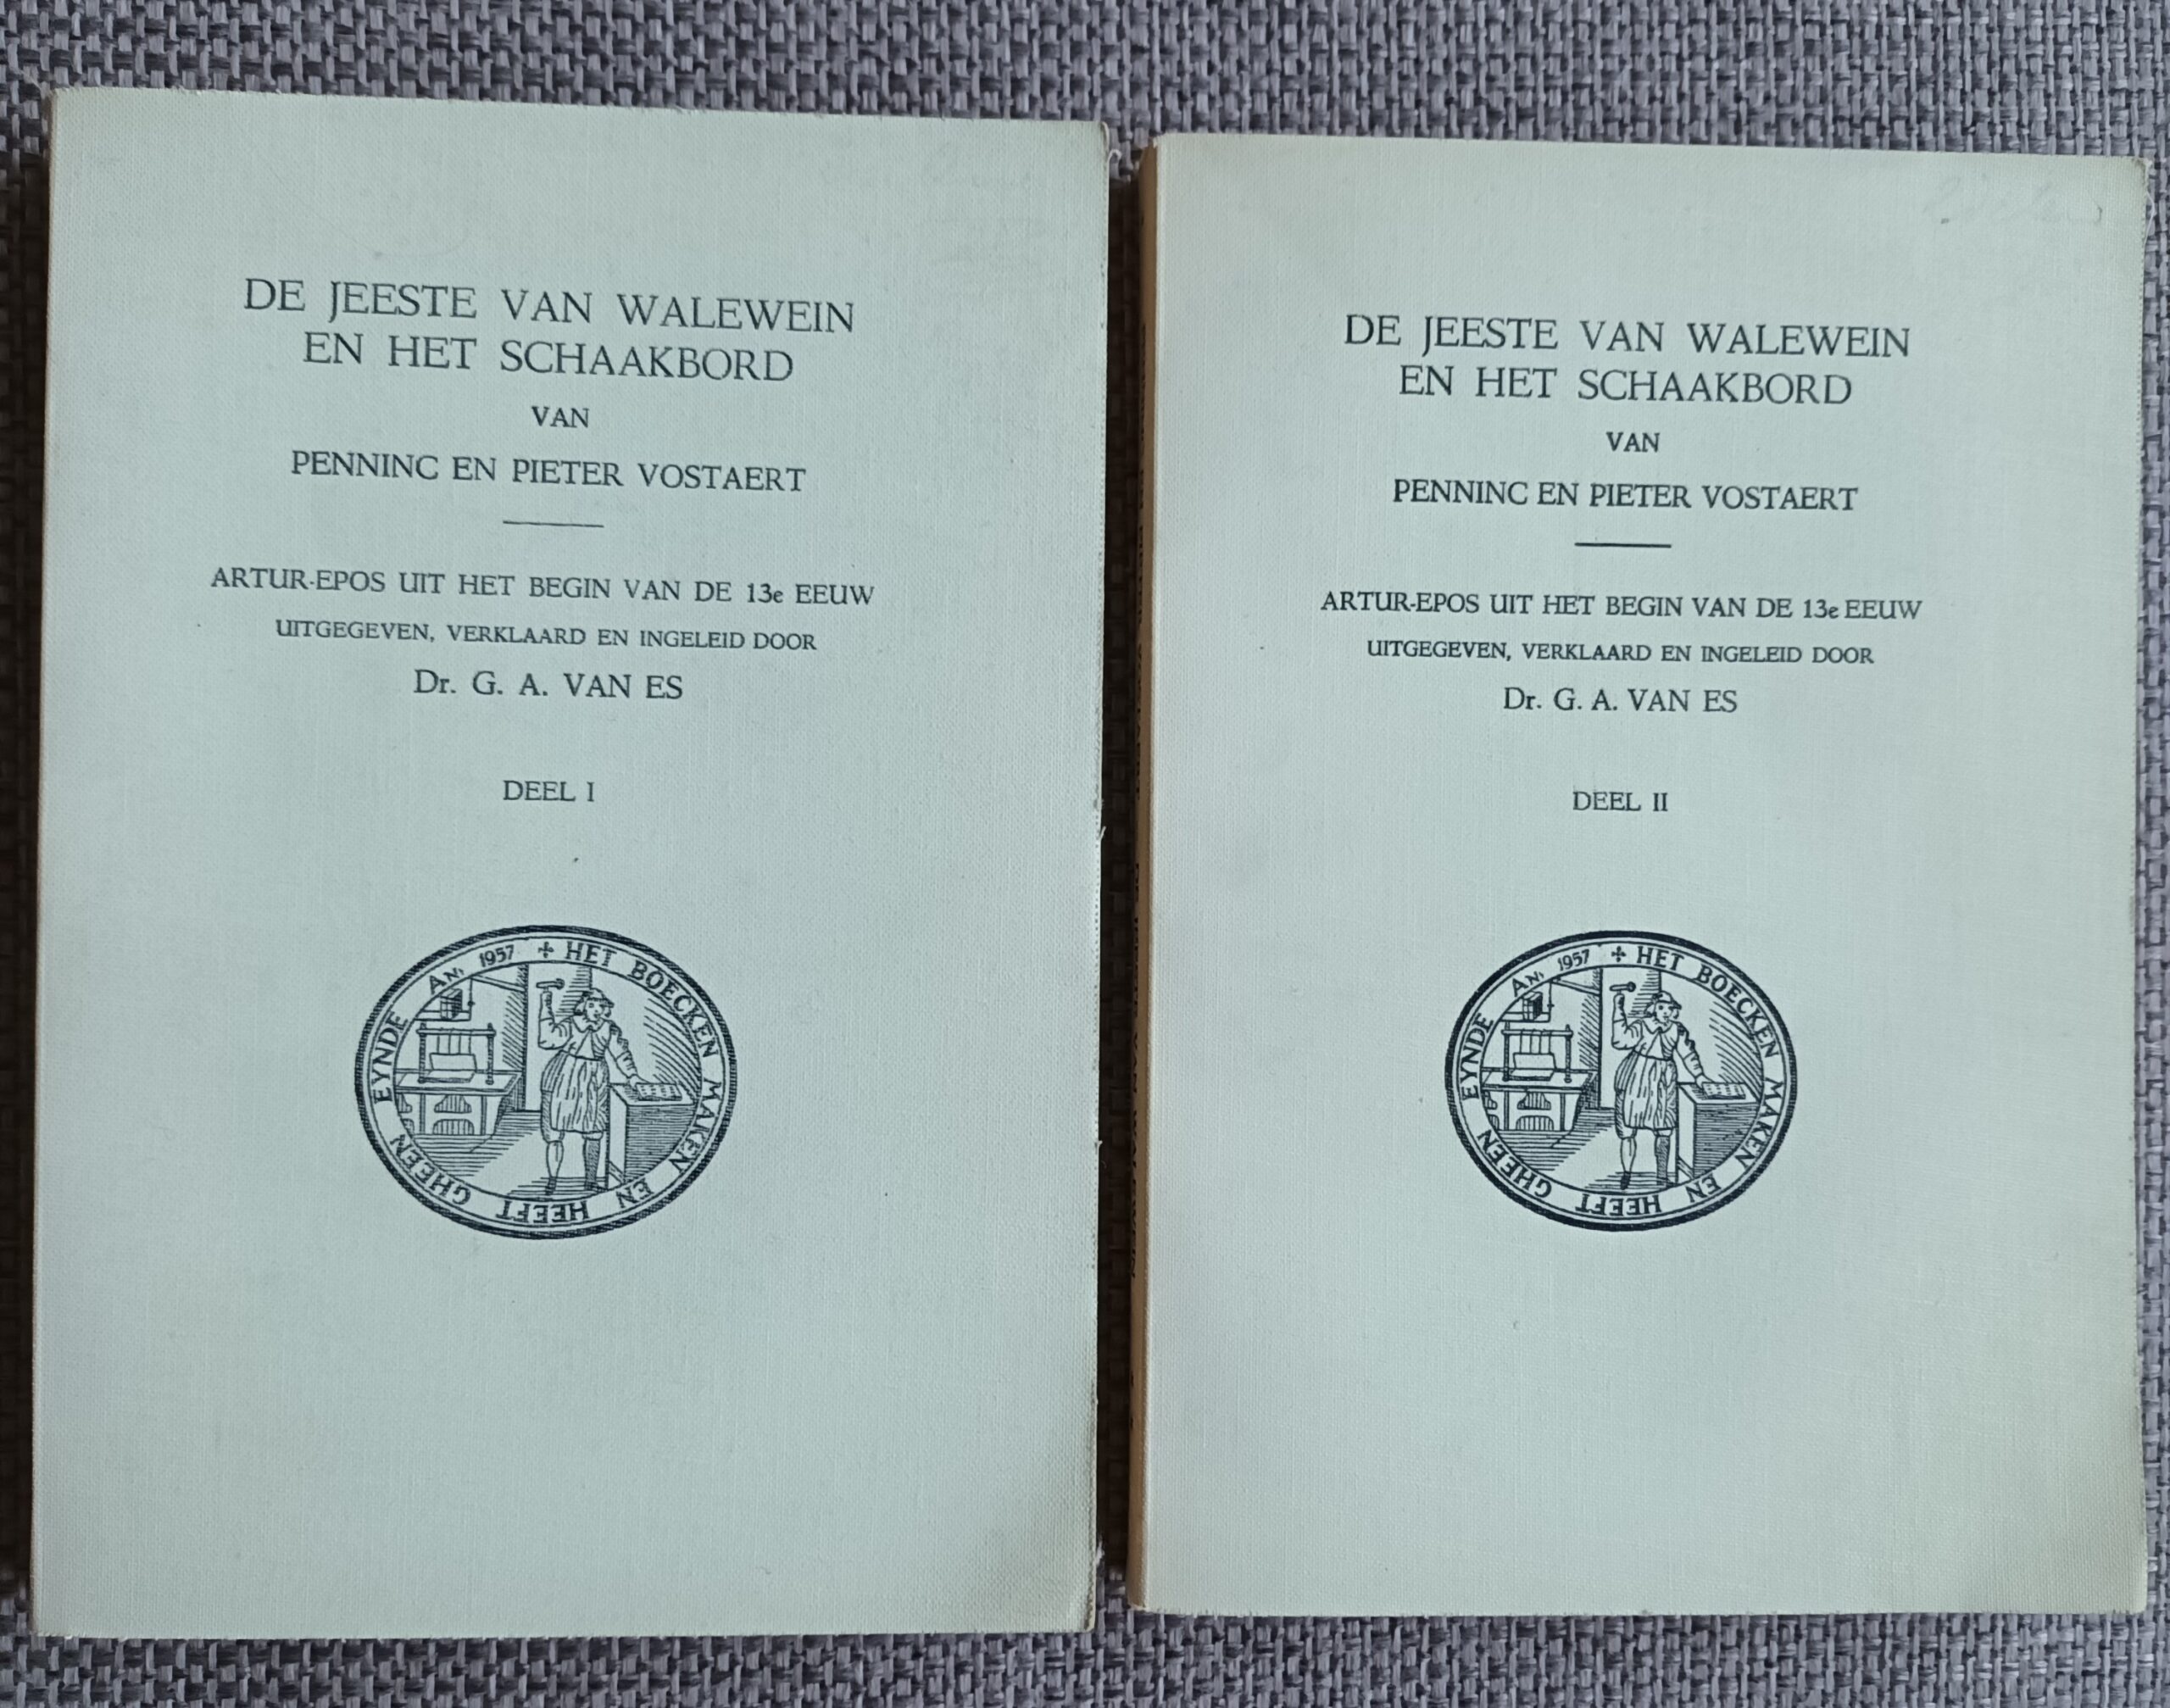 DE JEESTE VAN WALEWEIN
EN HET SCHAAKBORD
VAN
PENNINC EN PIETER VOSTAERT
ARTUR-EPOS UIT HET BEGIN VAN DE 13e EEUW
UITGEGEVEN, VERKLAARD EN INGELEID DOOR
Dr. G. A. VAN ES
DEEL I
HET BOECKEN MAKEN EN HEEFT GHEEN EYNDE AN, 1957
DE JEESTE VAN WALEWEIN
EN HET SCHAAKBORD
VAN
PENNINC EN PIETER VOSTAERT
ARTUR-EPOS UIT HET BEGIN VAN DE 13e EEUW
UITGEGEVEN, VERKLAARD EN INGELEID DOOR
Dr. G. A. VAN ES
DEEL II
HET BOECKEN MAKEN EN HEEFT GHEEN EYNDE AN, 1957